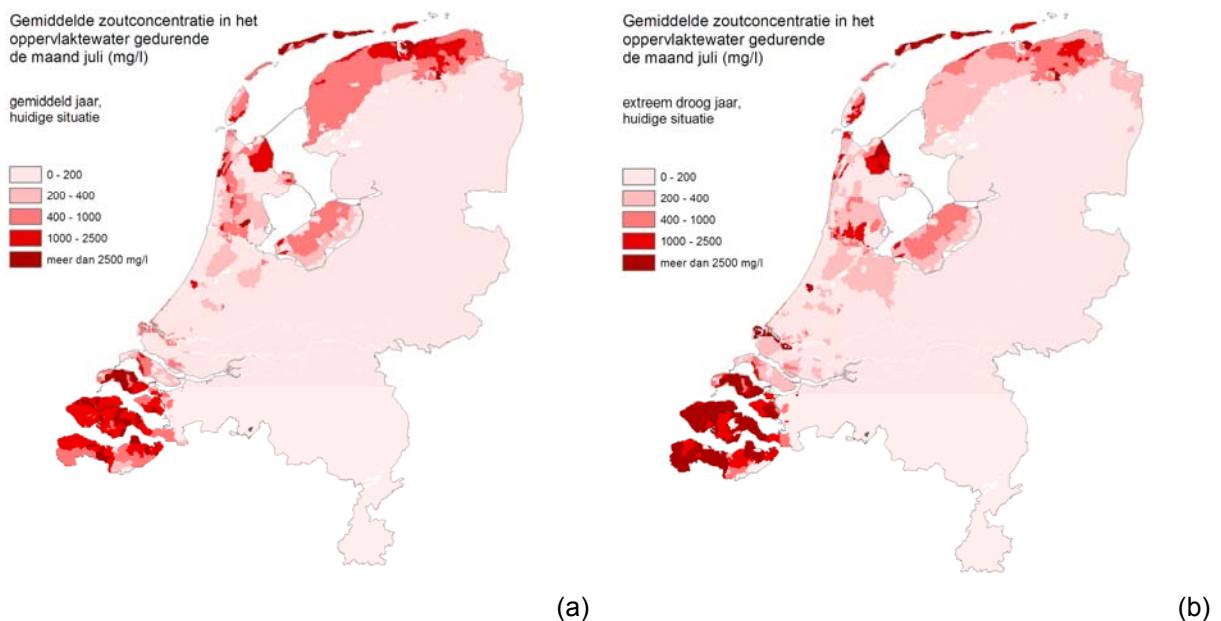 Gemiddelde zoutconcentratie in het
oppervlaktewater gedurende
de maand juli (mg/l)
gemiddeld jaar,
huidige situatie
0 - 200
200 - 400
400 - 1000
1000 - 2500
meer dan 2500 mg/l
(a)
Gemiddelde zoutconcentratie in het
oppervlaktewater gedurende
de maand juli (mg/l)
extreem droog jaar,
huidige situatie
0 - 200
200 - 400
400 - 1000
1000 - 2500
meer dan 2500 mg/l
(b)